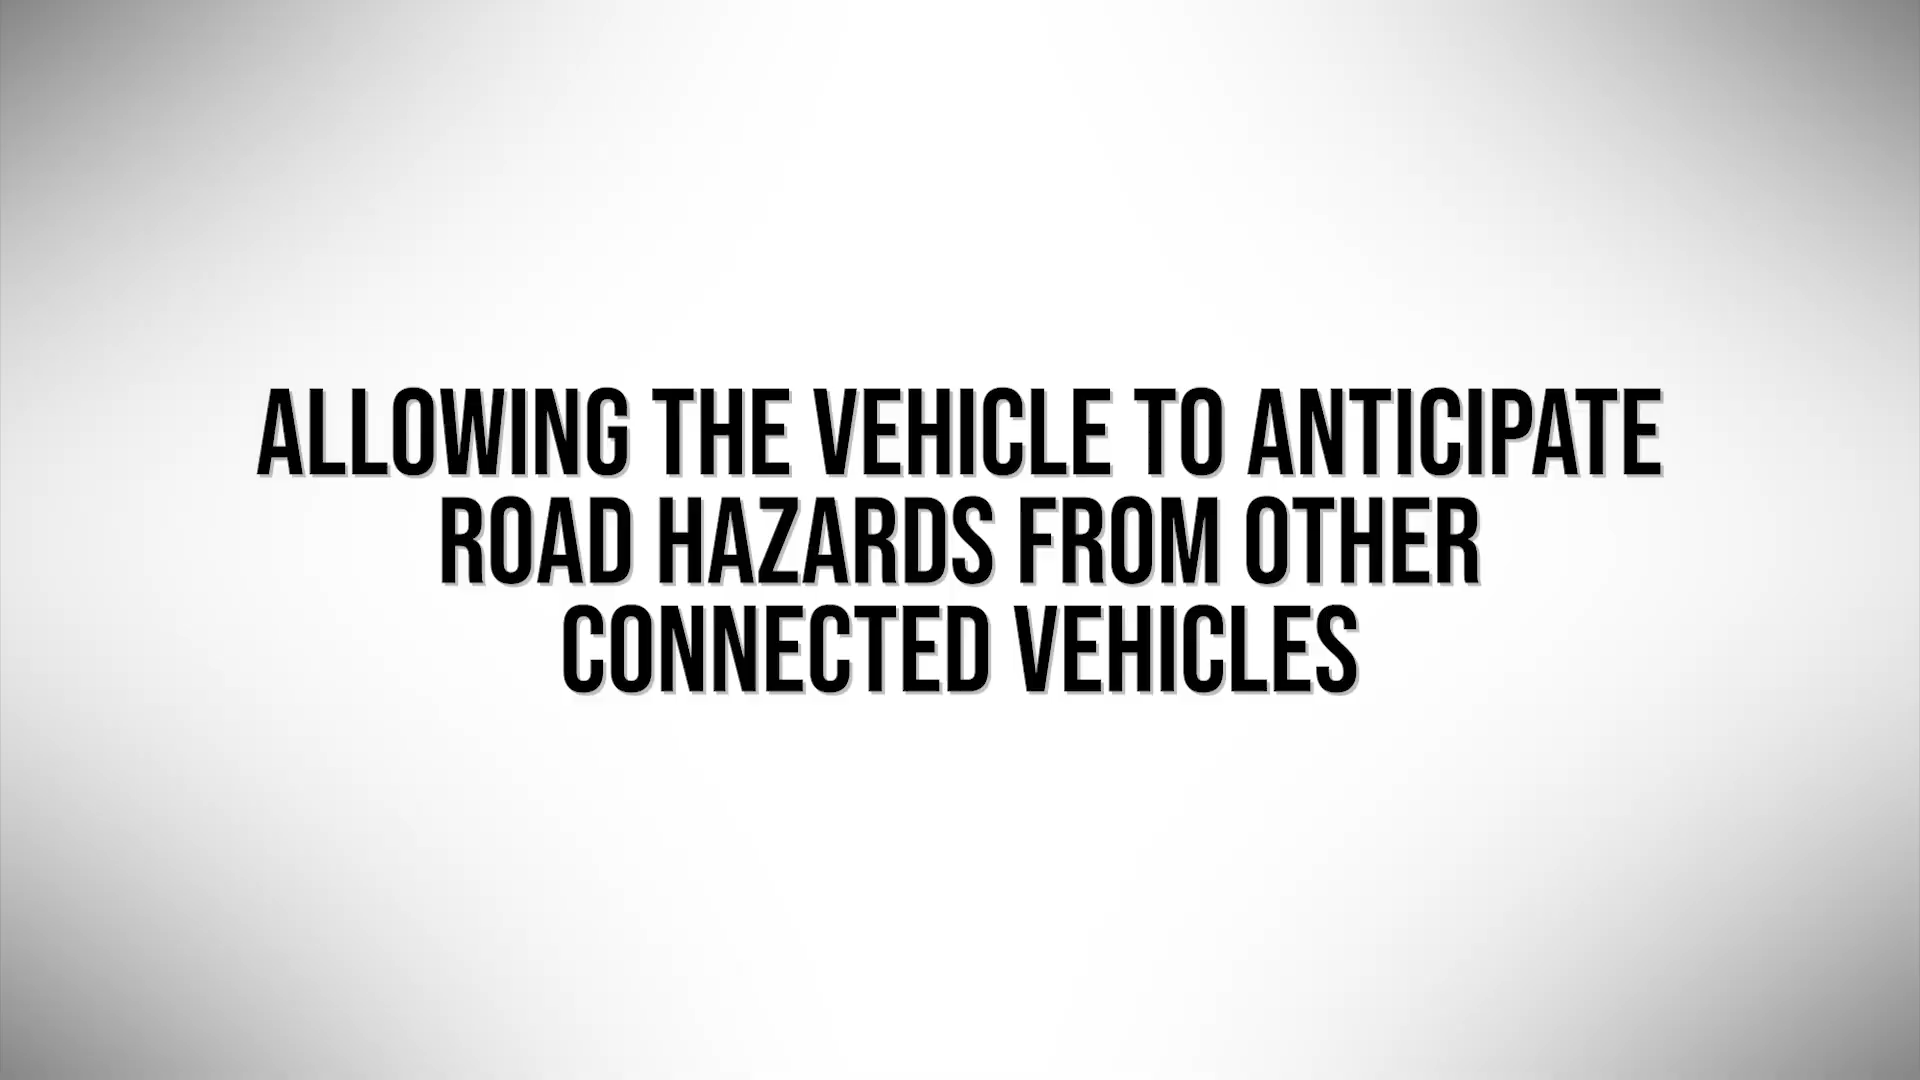 ALLOWING THE VEHICLE TO ANTICIPATE
ROAD HAZARDS FROM OTHER
CONNECTED VEHICLES